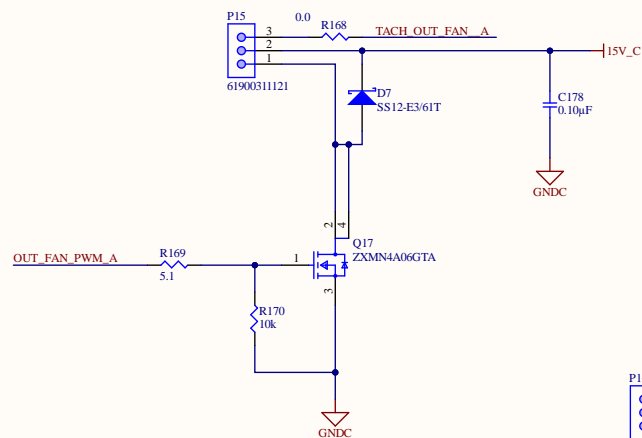 P15
0.0
R168
TACH_OUT_FAN__A
3
2
1
15V_C
61900311121
D7
SS12-E3/61T
C178
0.10µF
GNDC
2
4
Q17
ZXMN4A06GTA
OUT_FAN_PWM_A
R169
5.1
1
3
R170
10k
GNDC
P1